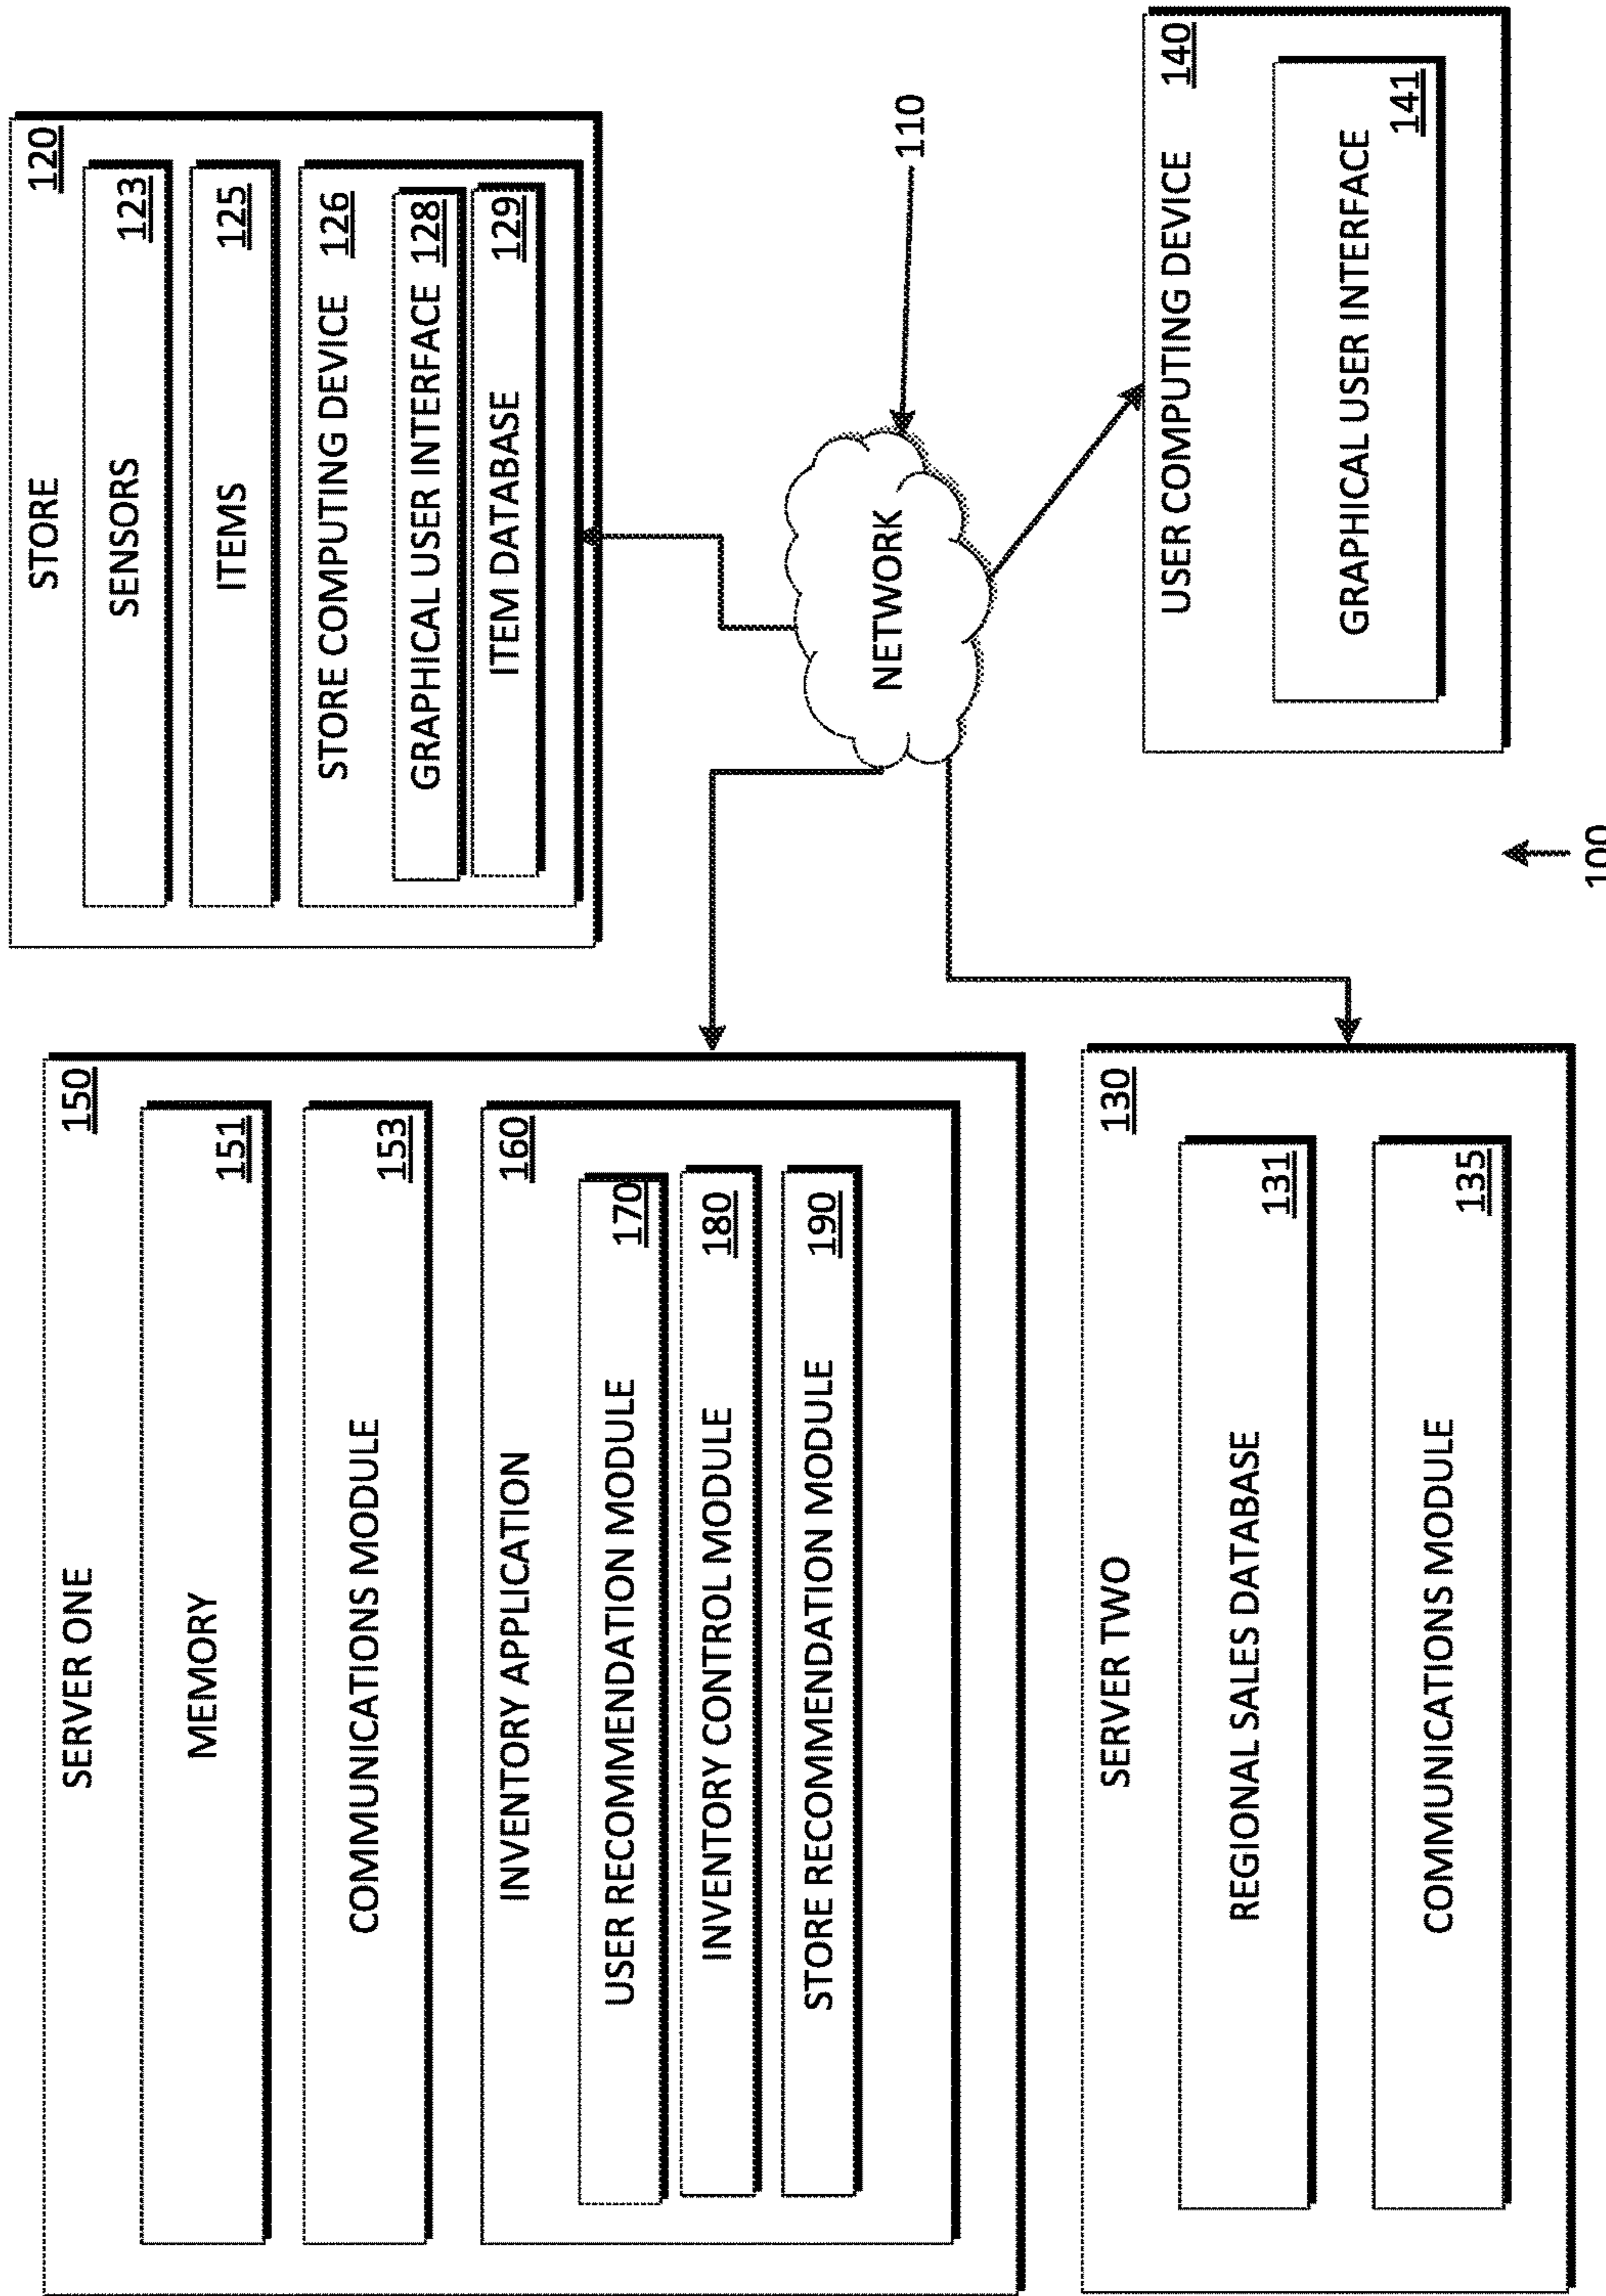 SERVER ONE 150
MEMORY 151
COMMUNICATIONS MODULE 153
INVENTORY APPLICATION 160
USER RECOMMENDATION MODULE 170
INVENTORY CONTROL MODULE 180
STORE RECOMMENDATION MODULE 190
SERVER TWO 130
REGIONAL SALES DATABASE 131
COMMUNICATIONS MODULE 135
STORE 120
SENSORS 123
ITEMS 125
STORE COMPUTING DEVICE 126
GRAPHICAL USER INTERFACE 128
ITEM DATABASE 129
NETWORK
110
USER COMPUTING DEVICE 140
GRAPHICAL USER INTERFACE 141
100